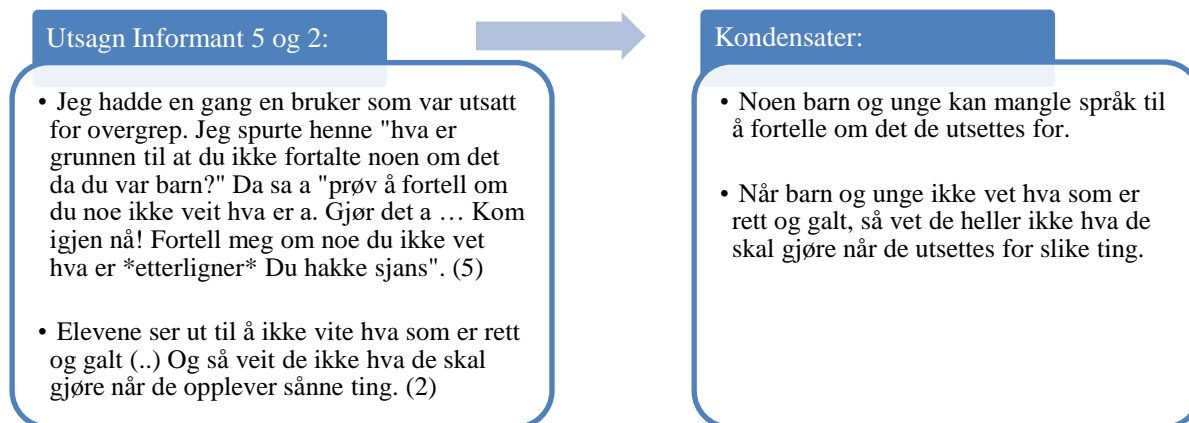 Utsagn Informant 5 og 2:
• Jeg hadde en gang en bruker som var utsatt
for overgrep. Jeg spurte henne "hva er
grunnen til at du ikke fortalte noen om det
da du var barn?" Da sa a "prøv å fortell om
du noe ikke veit hva er a. Gjør det a … Kom
igjen nå! Fortell meg om noe du ikke vet
hva er *etterligner* Du hakke sjans". (5)
• Elevene ser ut til å ikke vite hva som er rett
og galt (..) Og så veit de ikke hva de skal
gjøre når de opplever sånne ting. (2)
Kondensater:
• Noen barn og unge kan mangle språk til
å fortelle om det de utsettes for.
• Når barn og unge ikke vet hva som er
rett og galt, så vet de heller ikke hva de
skal gjøre når de utsettes for slike ting.